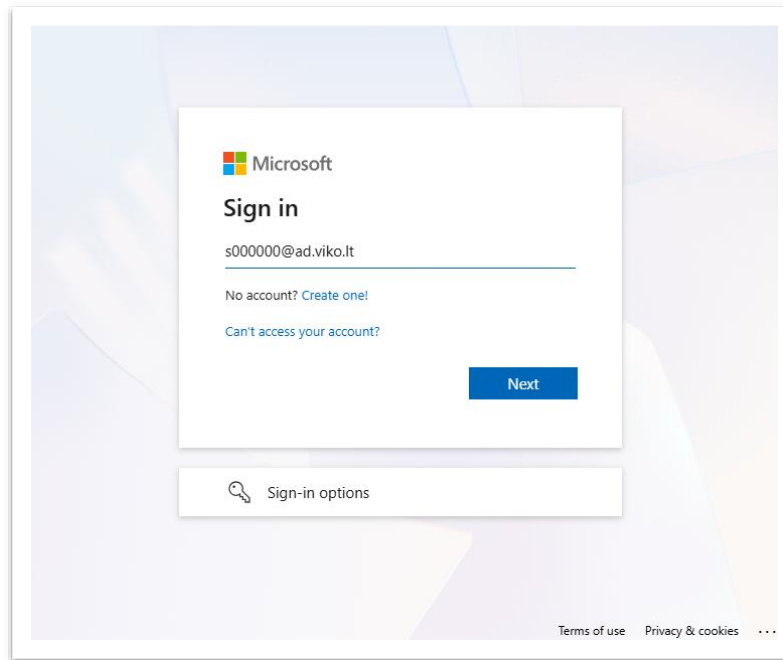 Microsoft
Sign in
s000000@ad.viko.lt
No account? Create one!
Can't access your account?
Next
Sign-in options
Terms of use Privacy & cookies ...